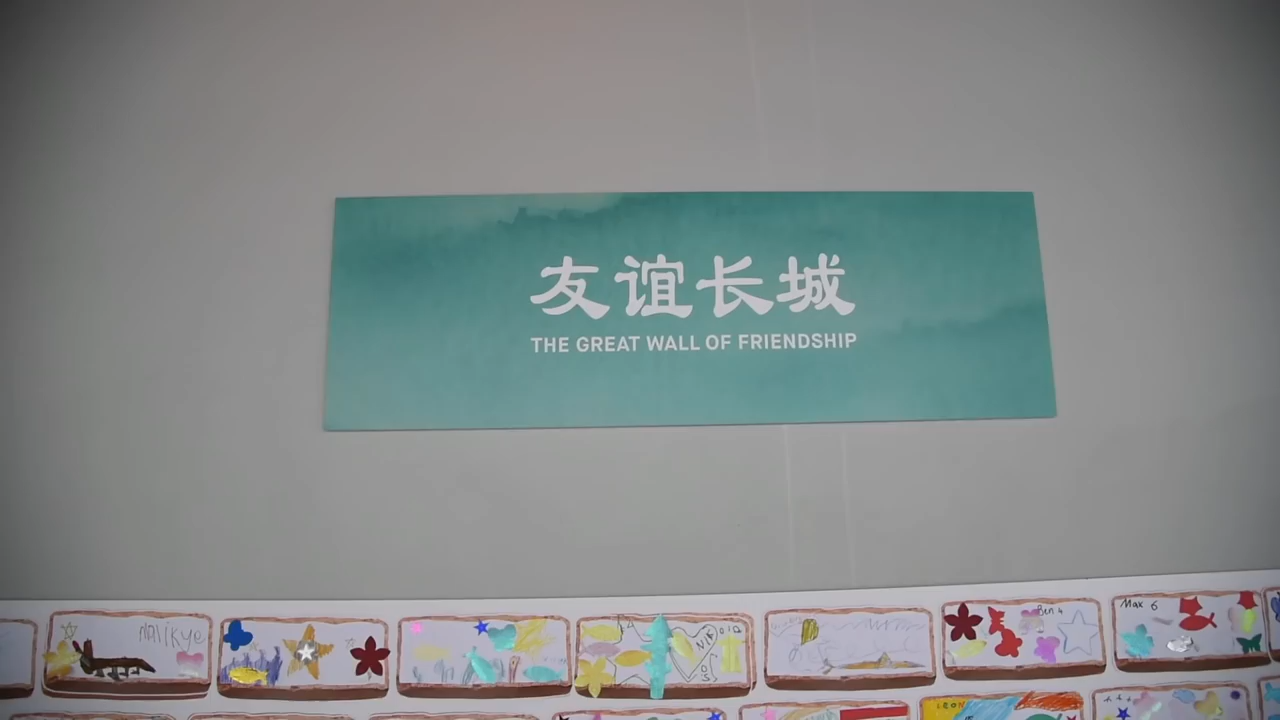 友谊长城
THE GREAT WALL OF FRIENDSHIP
Ben 4
Max 6